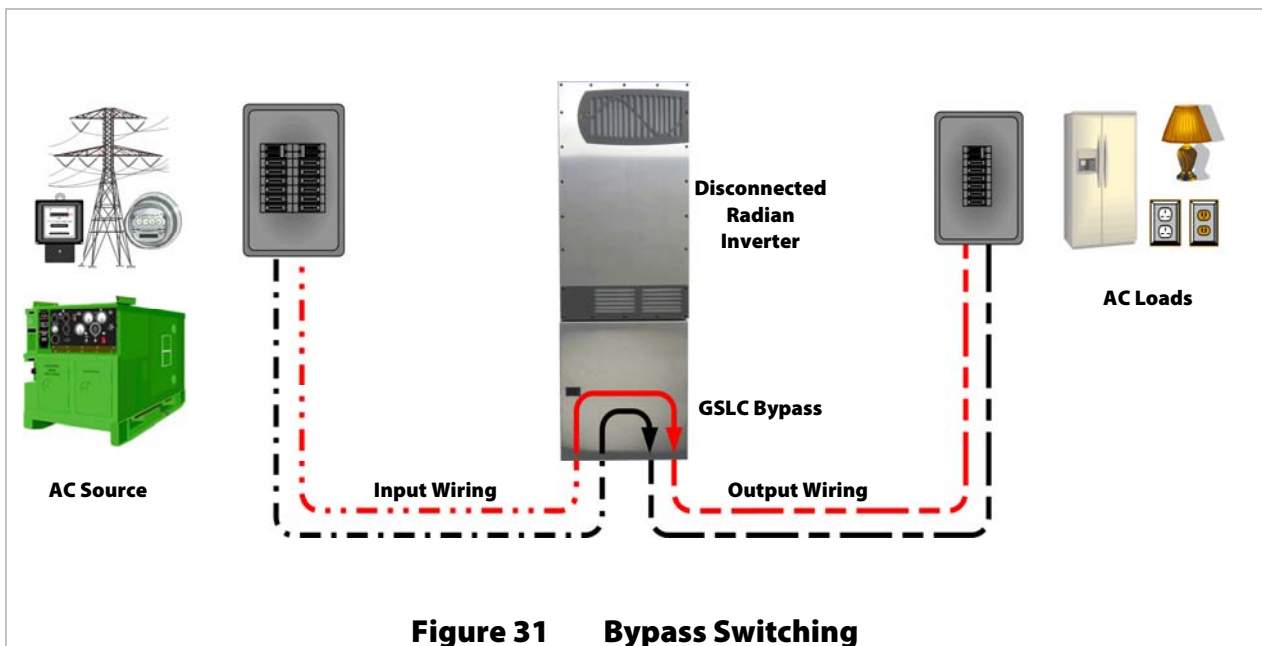 Disconnected
Radian
Inverter
AC Loads
GSLC Bypass
AC Source
Input Wiring
Output Wiring
Figure 31 Bypass Switching